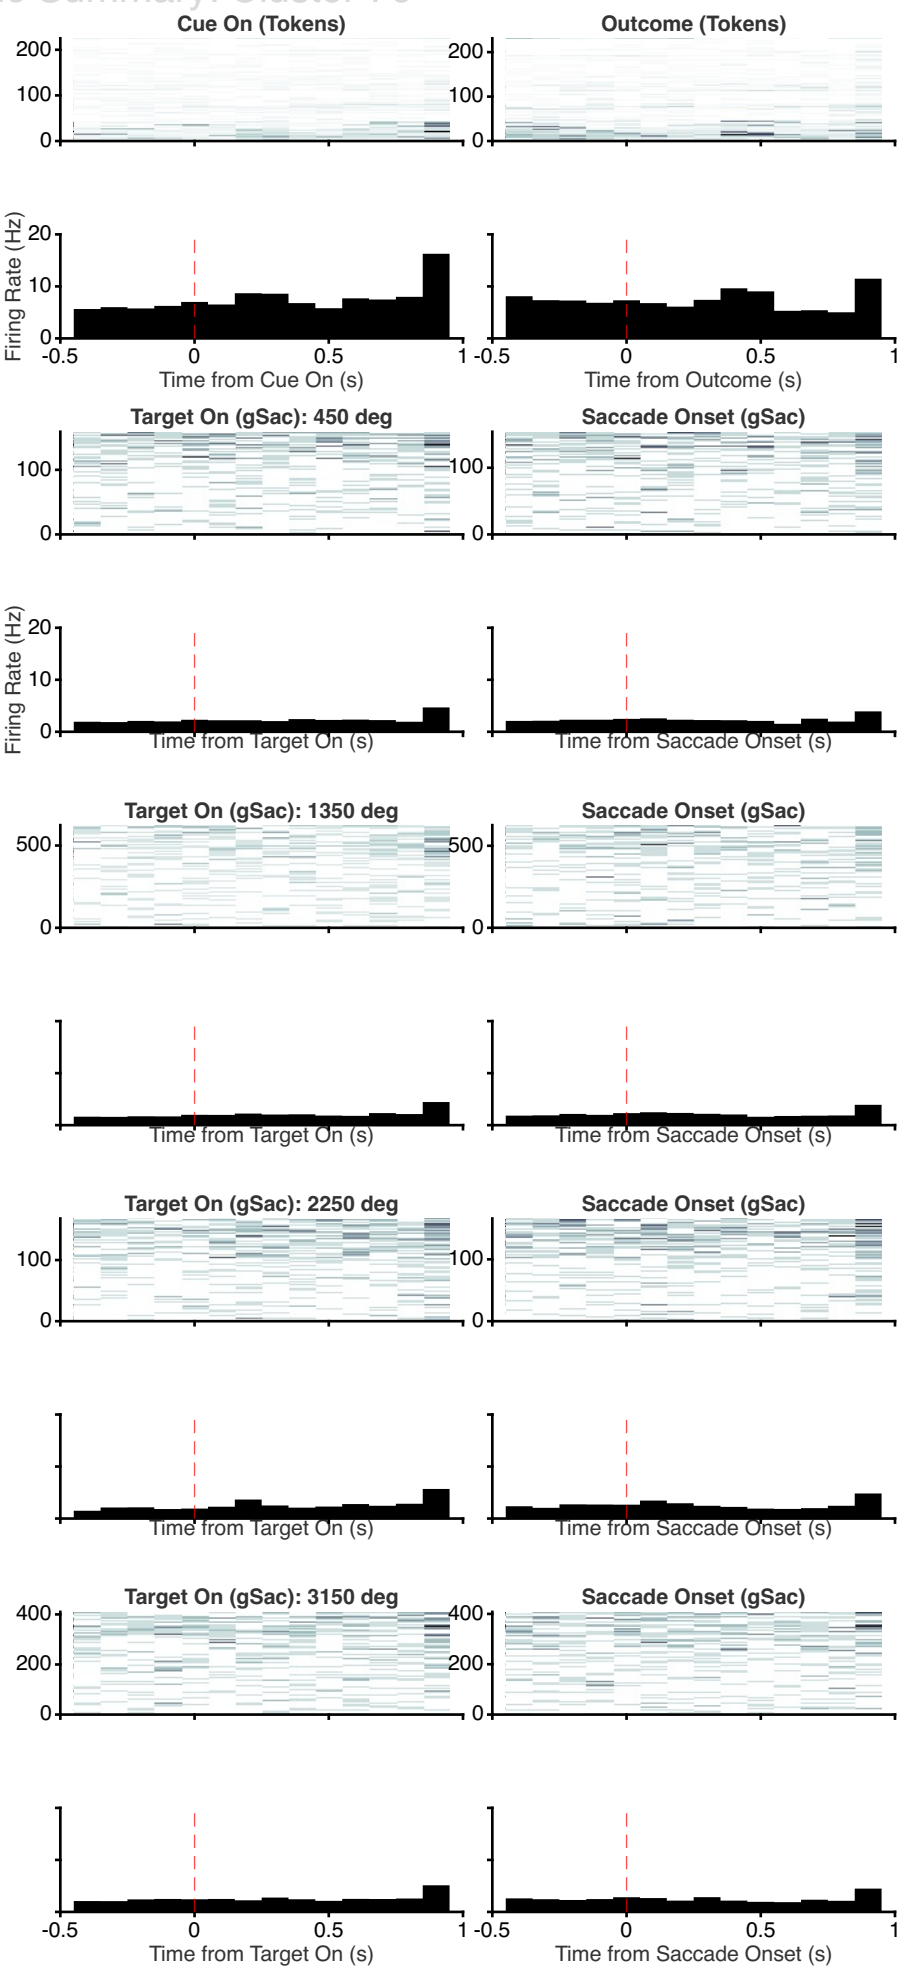 Summary: Cluster
Cue On (Tokens) Outcome (Tokens)
200 200
100 100
0 0
Firing Rate (Hz)
20
10
0
-0.5 0 0.5 1 -0.5 0 0.5 1
Time from Cue On (s) Time from Outcome (s)
Target On (gSac): 450 deg Saccade Onset (gSac)
100 100
0 0
Firing Rate (Hz)
20
10
0
Time from Target On (s) Time from Saccade Onset (s)
Target On (gSac): 1350 deg Saccade Onset (gSac)
500 500
0 0
Time from Target On (s) Time from Saccade Onset (s)
Target On (gSac): 2250 deg Saccade Onset (gSac)
100 100
0 0
Time from Target On (s) Time from Saccade Onset (s)
Target On (gSac): 3150 deg Saccade Onset (gSac)
400 400
200 200
0 0
-0.5 0 0.5 1 -0.5 0 0.5 1
Time from Target On (s) Time from Saccade Onset (s)